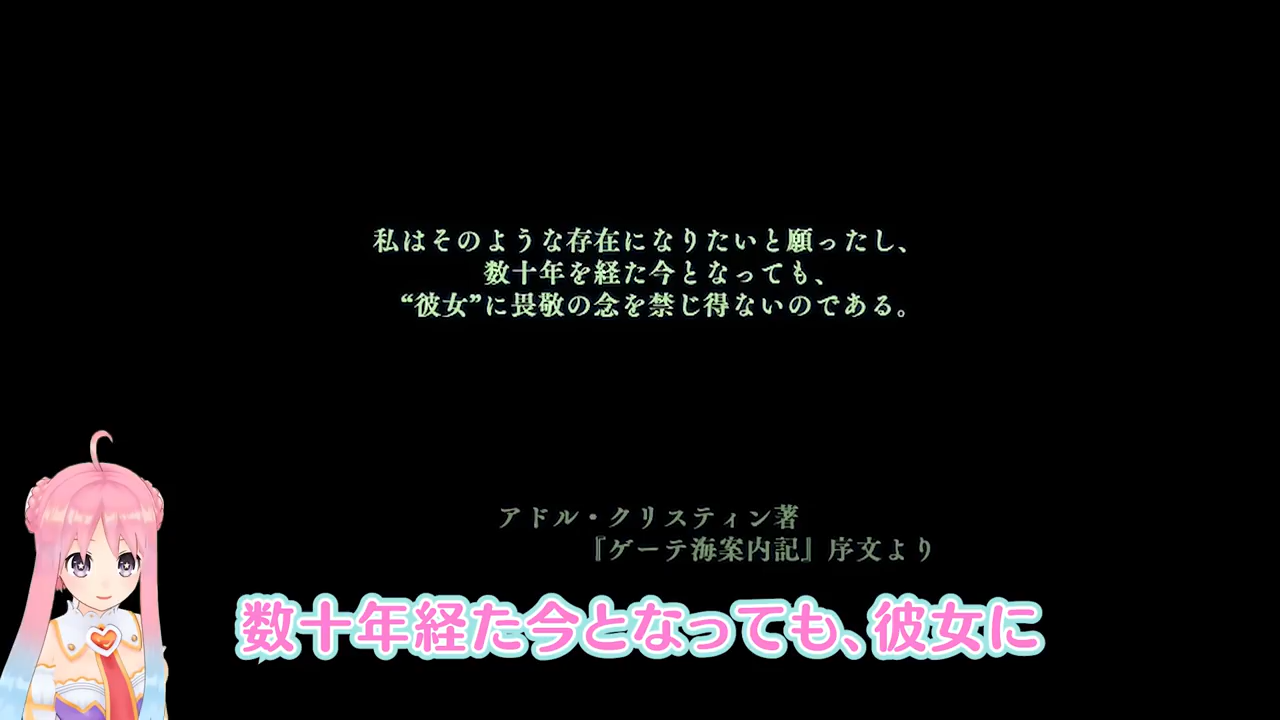 私はそのような存在になりたいと願ったし、
数十年を経た今となっても、
“彼女”に畏敬の念を禁じ得ないのである。
アドル・クリスティン著
『ゲーテ海案内記』序文より
数十年経た今となっても、彼女に